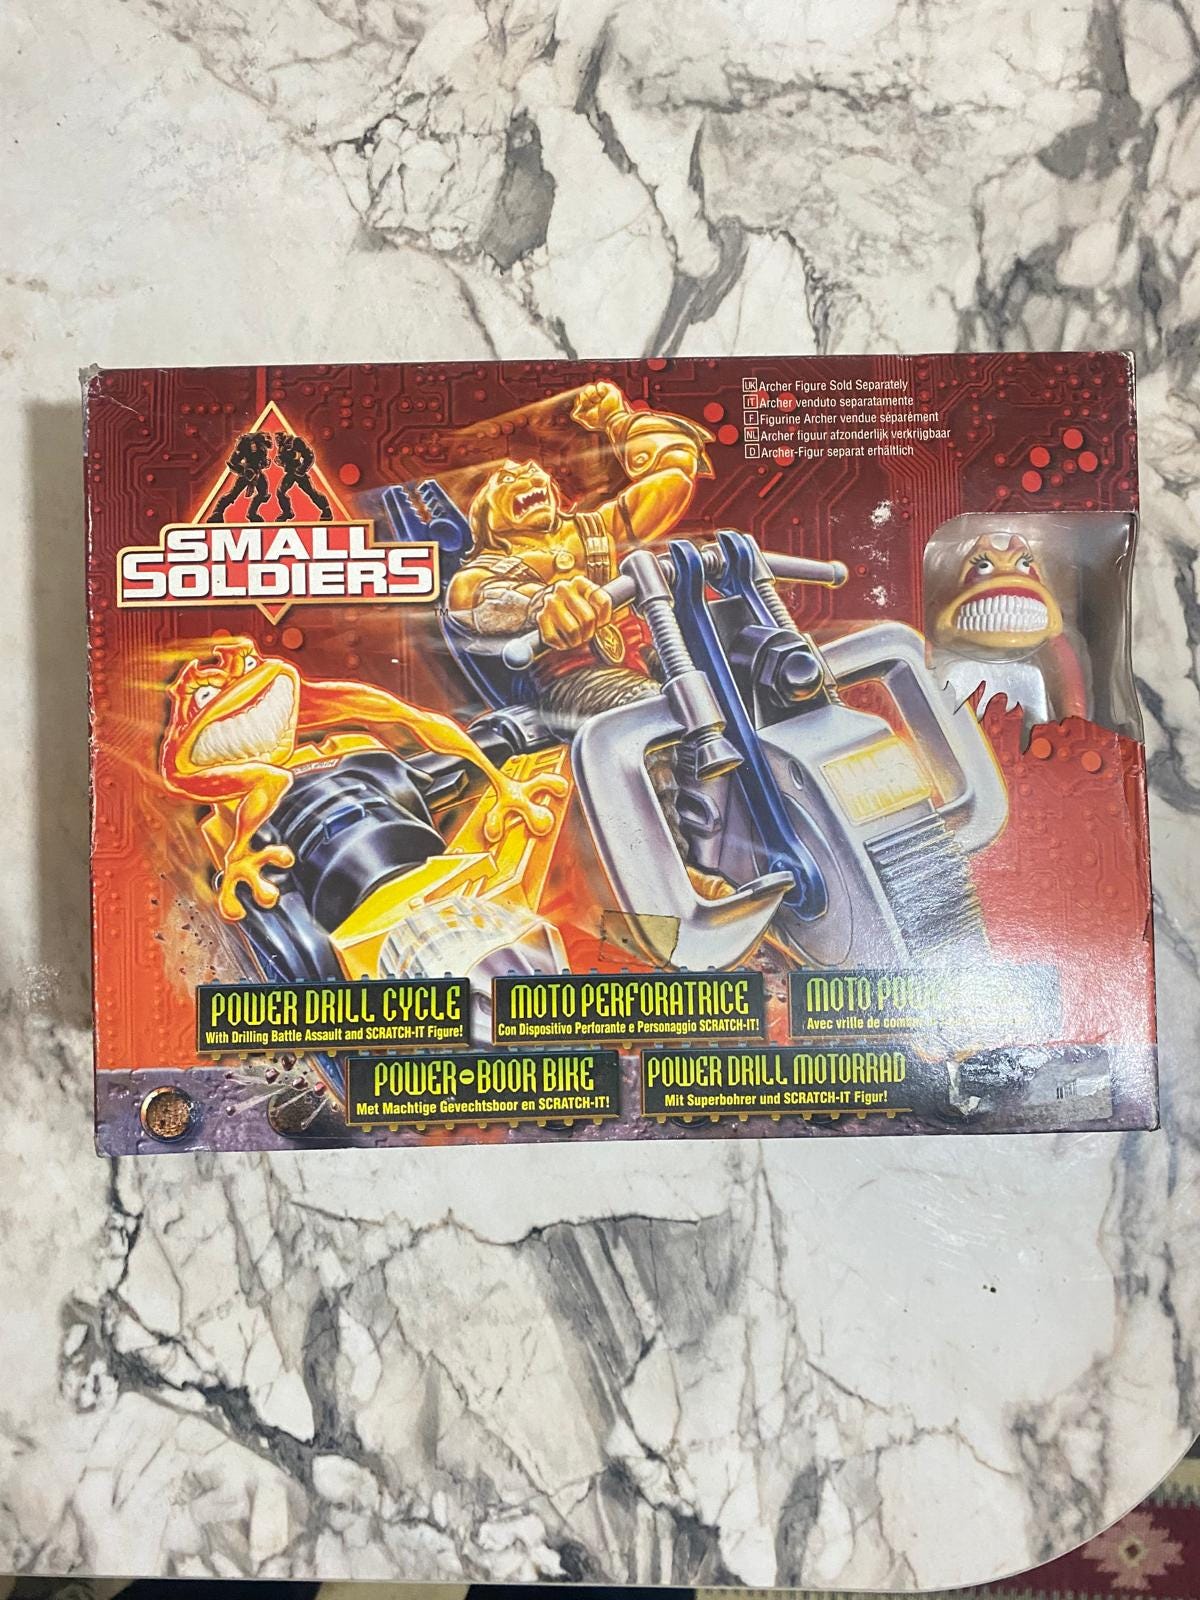 UK Archer Figure Sold Separately
IT Archer venduto separatamente
F Figurine Archer vendue séparément
NL Archer figuur afzonderlijk verkrijgbaar
D Archer-Figur separat erhältlich
SMALL
SOLDIERS
TM
POWER DRILL CYCLE
With Drilling Battle Assault and SCRATCH-IT Figure!
MOTO PERFORATRICE
Con Dispositivo Perforante e Personaggio SCRATCH-IT!
MOTO
Avec vrille de
POWER-BOOR BIKE
Met Machtige Gevechtsboor en SCRATCH-IT!
POWER DRILL MOTORRAD
Mit Superbohrer und SCRATCH-IT Figur!